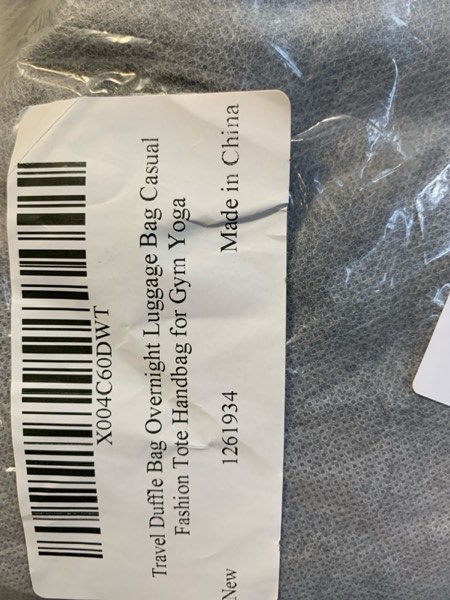 X004C60DWT
Travel Duffle Bag Overnight Luggage Bag Casual
Fashion Tote Handbag for Gym Yoga
New 1261934 Made in China